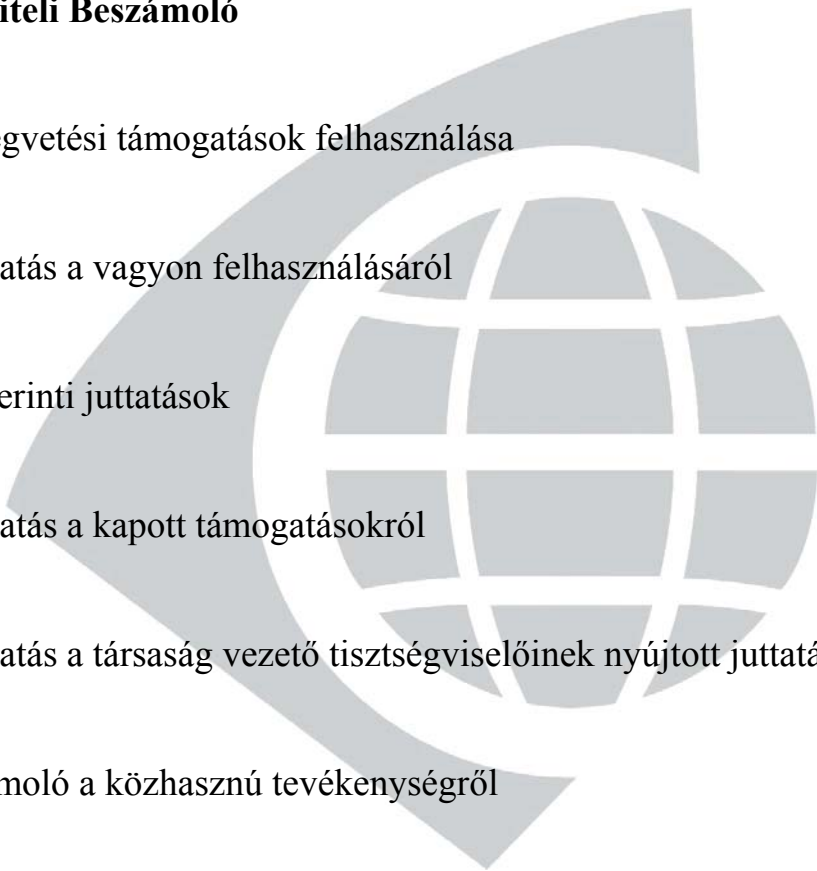 iteli Beszámoló
egvetési támogatások felhasználása
atás a vagyon felhasználásáról
erinti juttatások
atás a kapott támogatásokról
atás a társaság vezető tisztségviselőinek nyújtott juttatá
moló a közhasznú tevékenységről